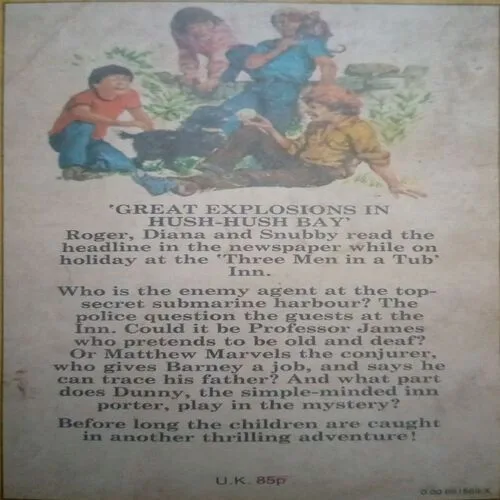 'GREAT EXPLOSIONS IN
HUSH-HUSH BAY'
Roger, Diana and Snubby read the
headline in the newspaper while on
holiday at the 'Three Men in a Tub'
Inn.
Who is the enemy agent at the top-
secret submarine harbour? The
police question the guests at the
Inn. Could it be Professor James
who pretends to be old and deaf?
Or Matthew Marvels the conjurer,
who gives Barney a job, and says he
can trace his father? And what part
does Dunny, the simple-minded inn
porter, play in the mystery?
Before long the children are caught
in another thrilling adventure!
U.K. 85p